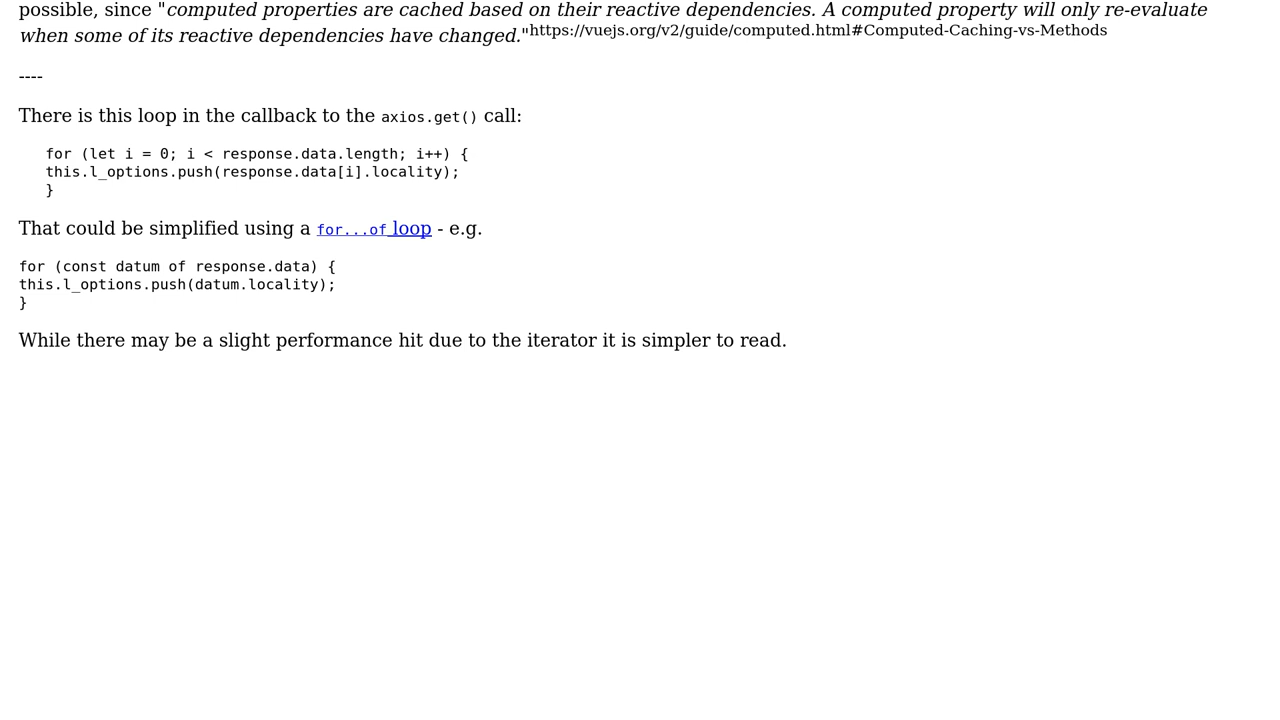 possible, since "computed properties are cached based on their reactive dependencies. A computed property will only re-evaluate
when some of its reactive dependencies have changed."https://vuejs.org/v2/guide/computed.html#Computed-Caching-vs-Methods
----
There is this loop in the callback to the axios.get() call:
for (let i = 0; i < response.data.length; i++) {
this.l_options.push(response.data[i].locality);
}
That could be simplified using a for...of loop - e.g.
for (const datum of response.data) {
this.l_options.push(datum.locality);
}
While there may be a slight performance hit due to the iterator it is simpler to read.